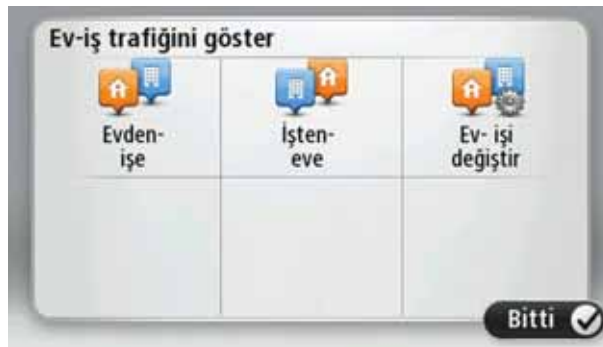 Ev-iş trafiğini göster
Evden-
işe
İşten-
eve
Ev- işi
değiştir
Bitti